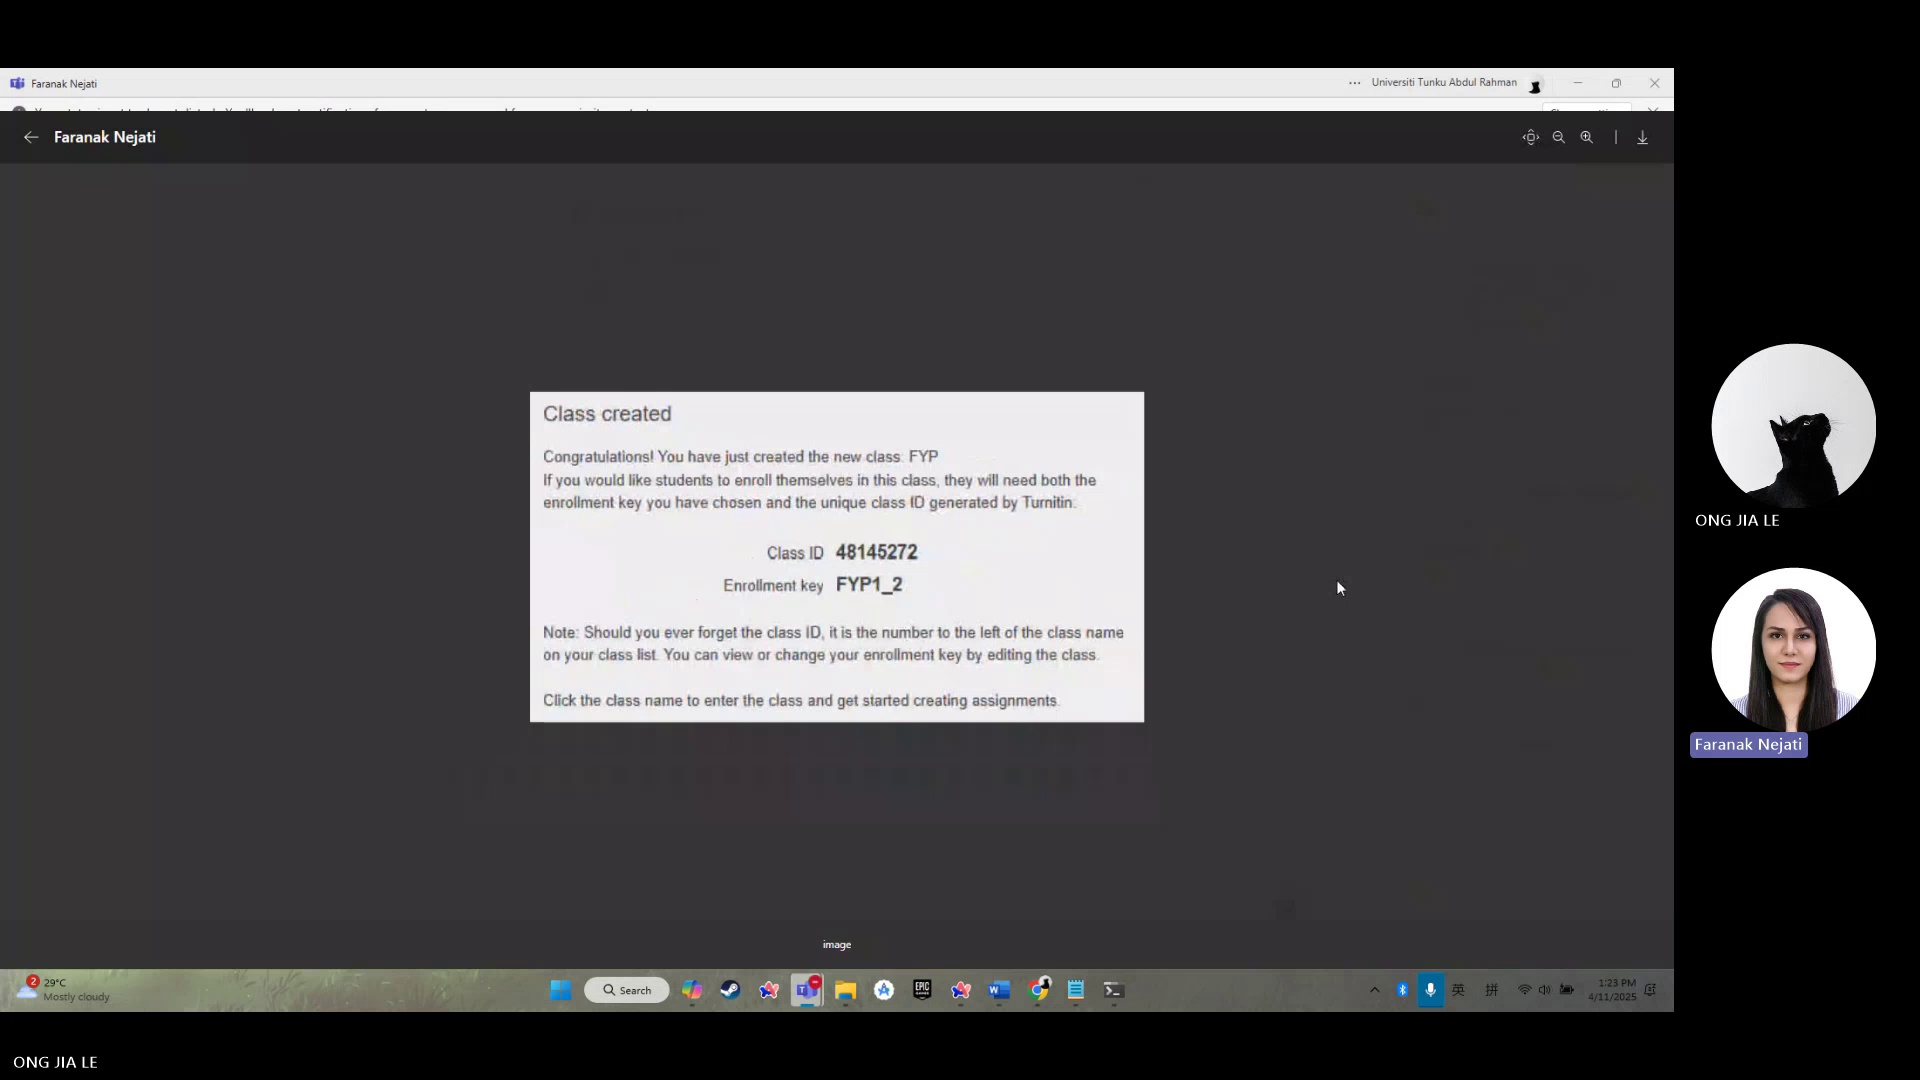 Faranak Nejati
Universiti Tunku Abdul Rahman
Faranak Nejati
Class created
Congratulations! You have just created the new class: FYP
If you would like students to enroll themselves in this class, they will need both the
enrollment key you have chosen and the unique class ID generated by Turnitin.
Class ID 48145272
Enrollment key FYP1_2
Note: Should you ever forget the class ID, it is the number to the left of the class name
on your class list. You can view or change your enrollment key by editing the class.
Click the class name to enter the class and get started creating assignments.
image
ONG JIA LE
Faranak Nejati
2
29°C
Mostly cloudy
Search
EPIC
英
拼
1:23 PM
4/11/2025
ONG JIA LE